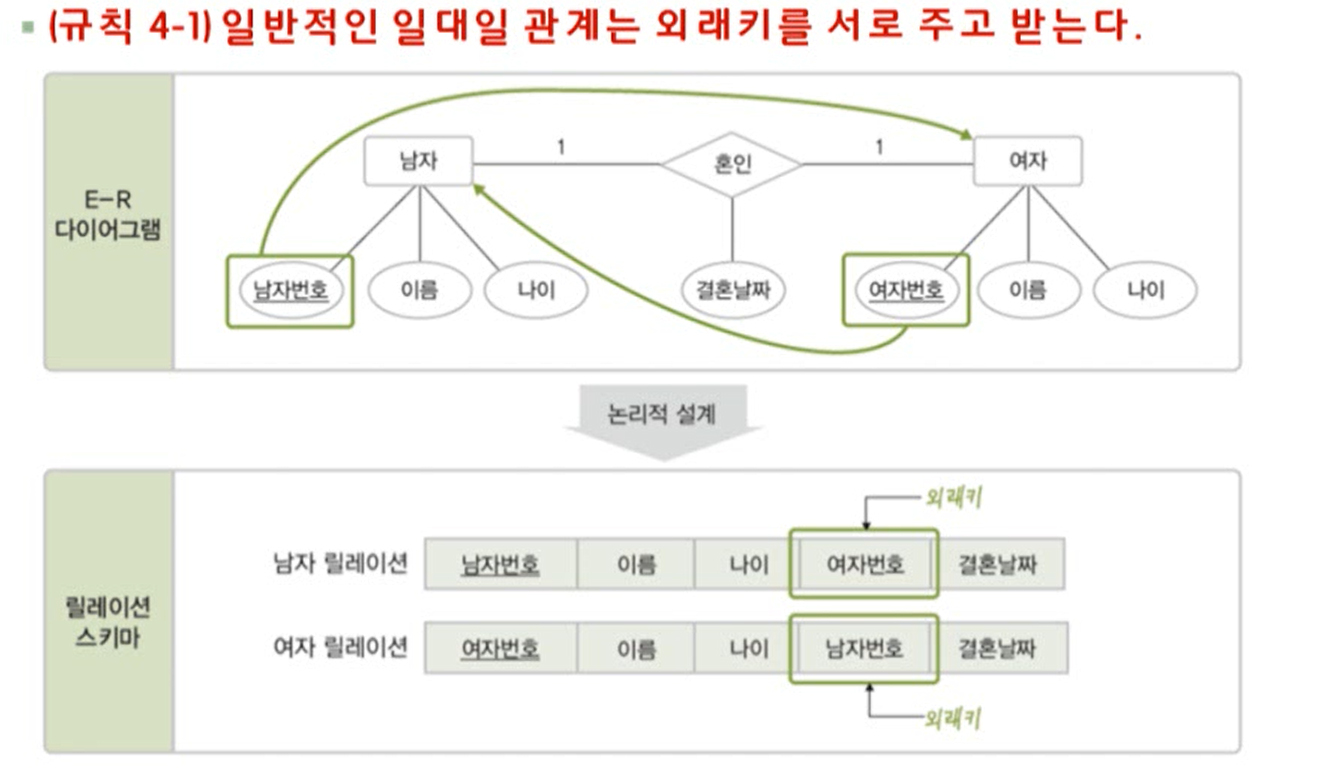 (규칙 4-1) 일반적인 일대일 관계는 외래키를 서로 주고 받는다.
E-R
다이어그램
남자 1 혼인 1 여자
남자번호 이름 나이 결혼날짜 여자번호 이름 나이
논리적 설계
릴레이션
스키마
외래키
남자 릴레이션 남자번호 이름 나이 여자번호 결혼날짜
여자 릴레이션 여자번호 이름 나이 남자번호 결혼날짜
외래키